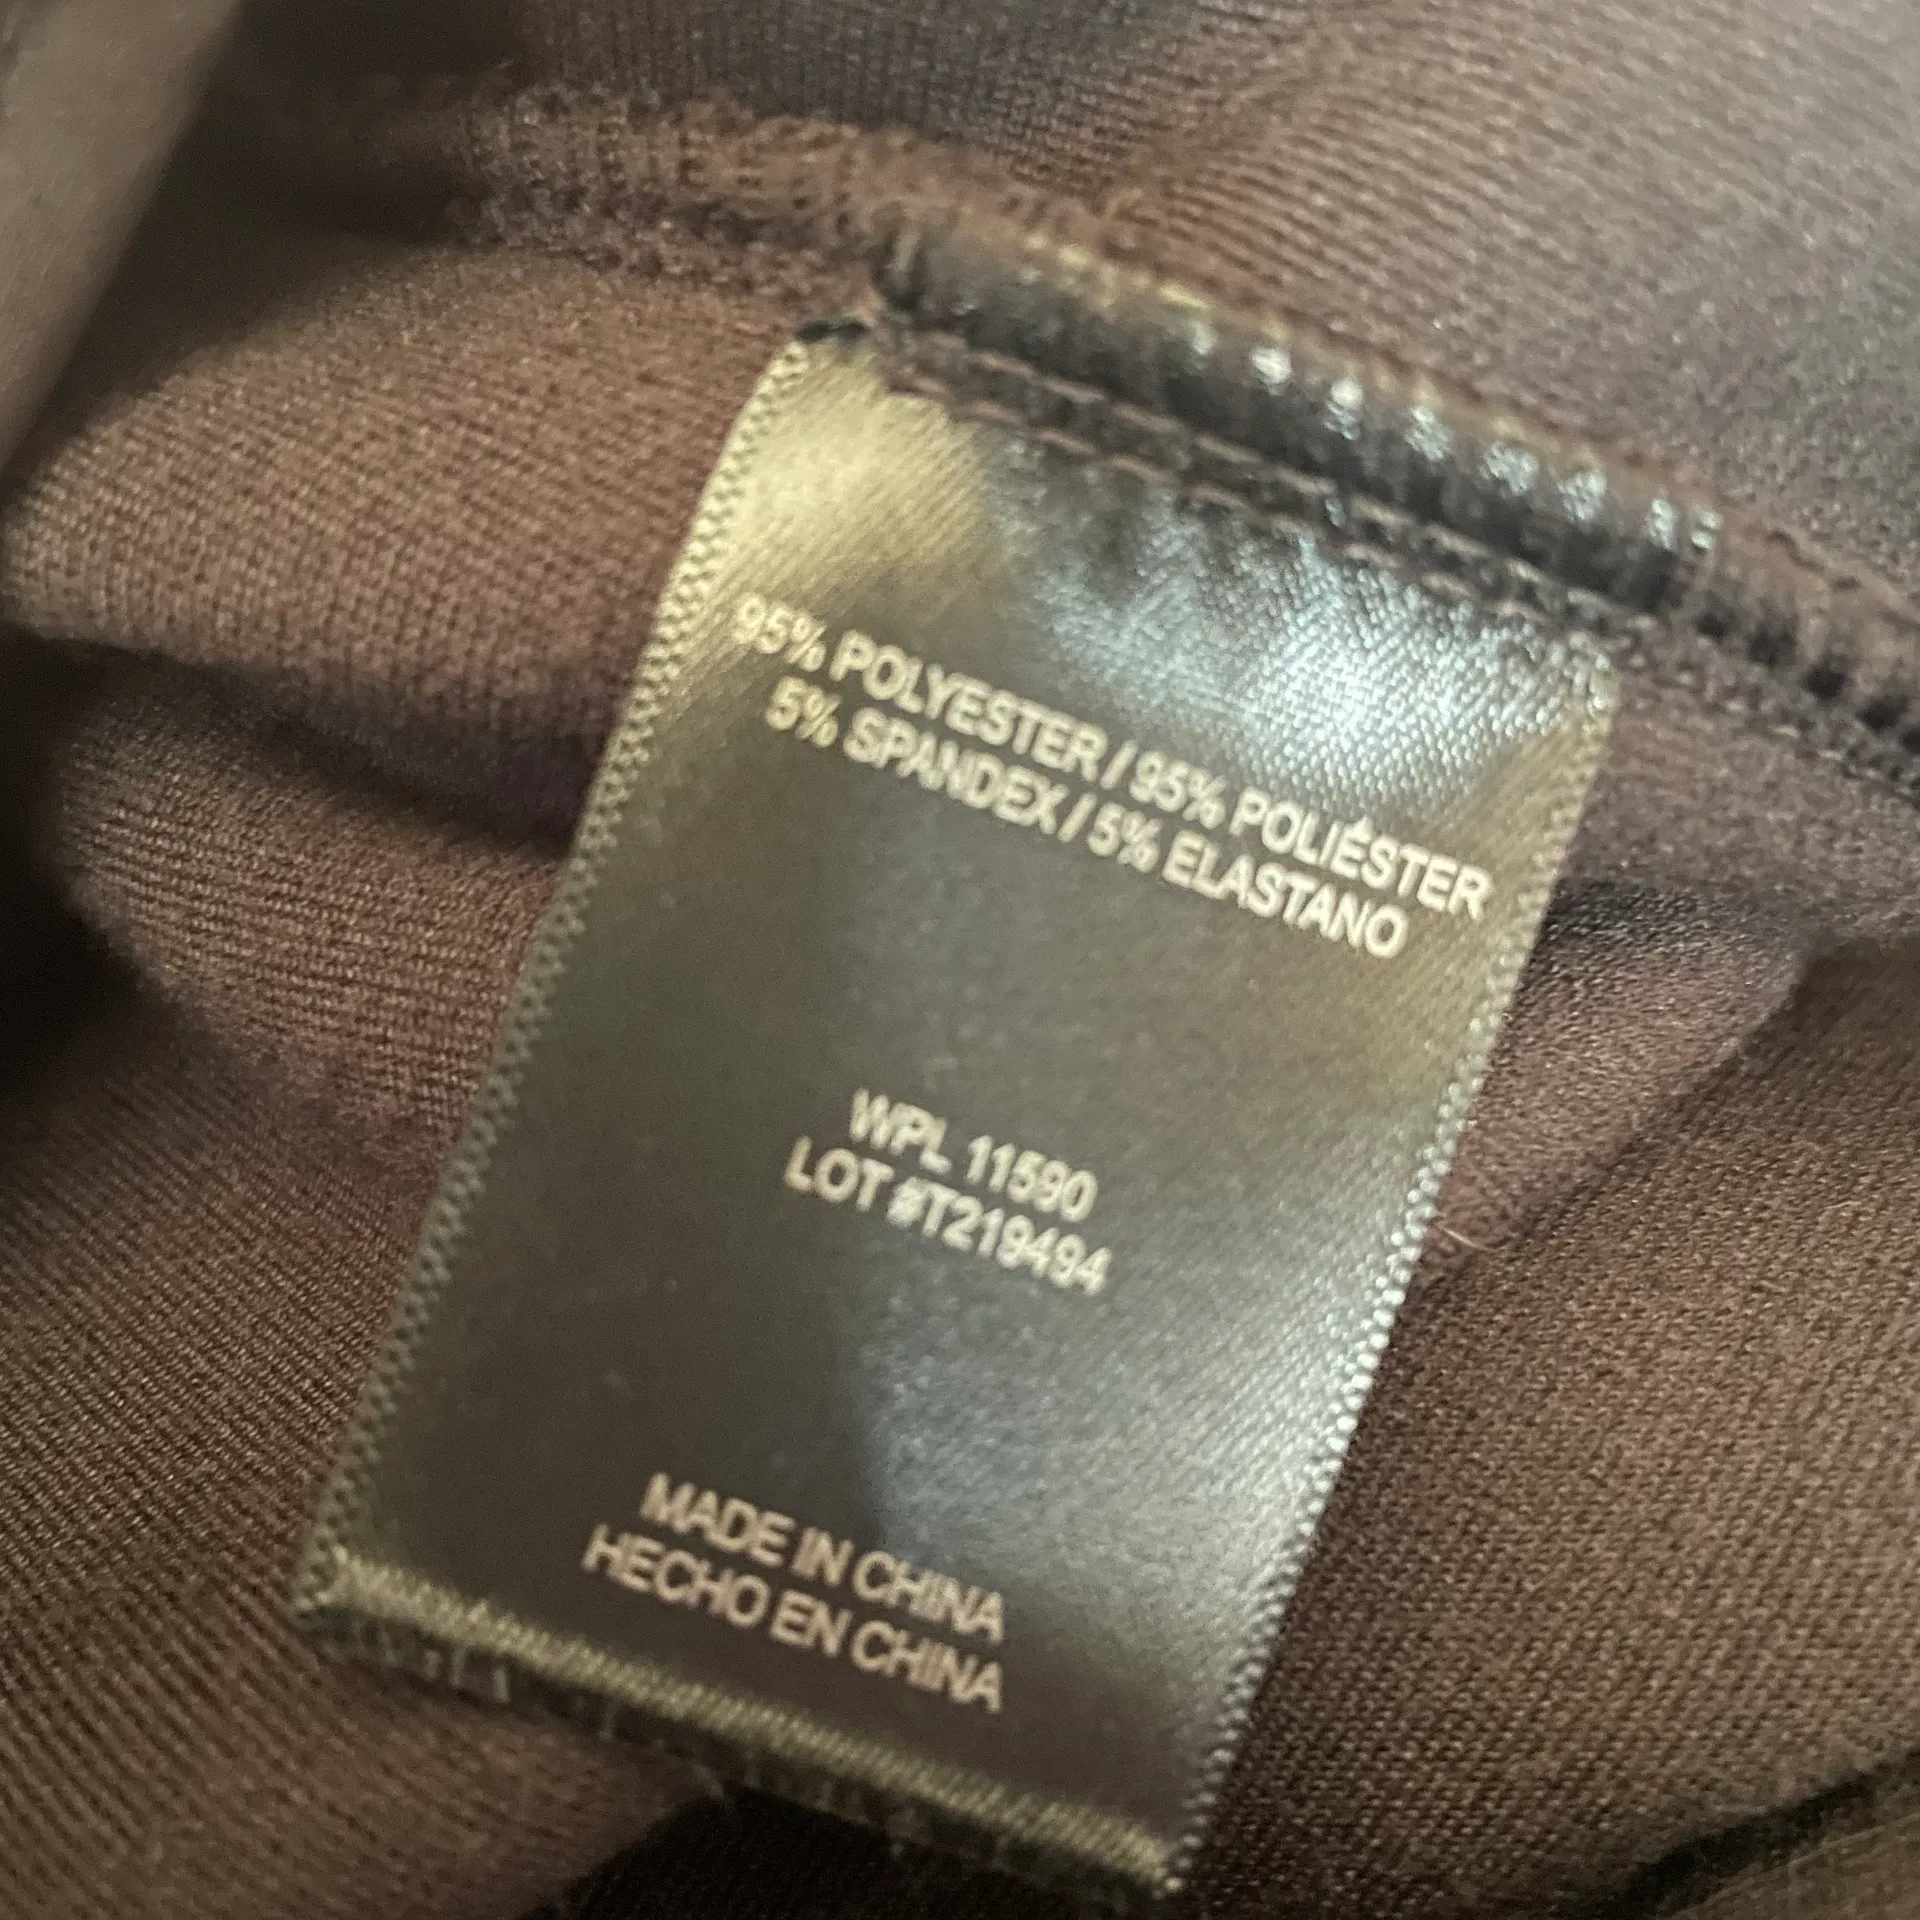 95% POLYESTER / 95% POLIÉSTER
5% SPANDEX / 5% ELASTANO
WPL 11590
LOT #T219494
MADE IN CHINA
HECHO EN CHINA